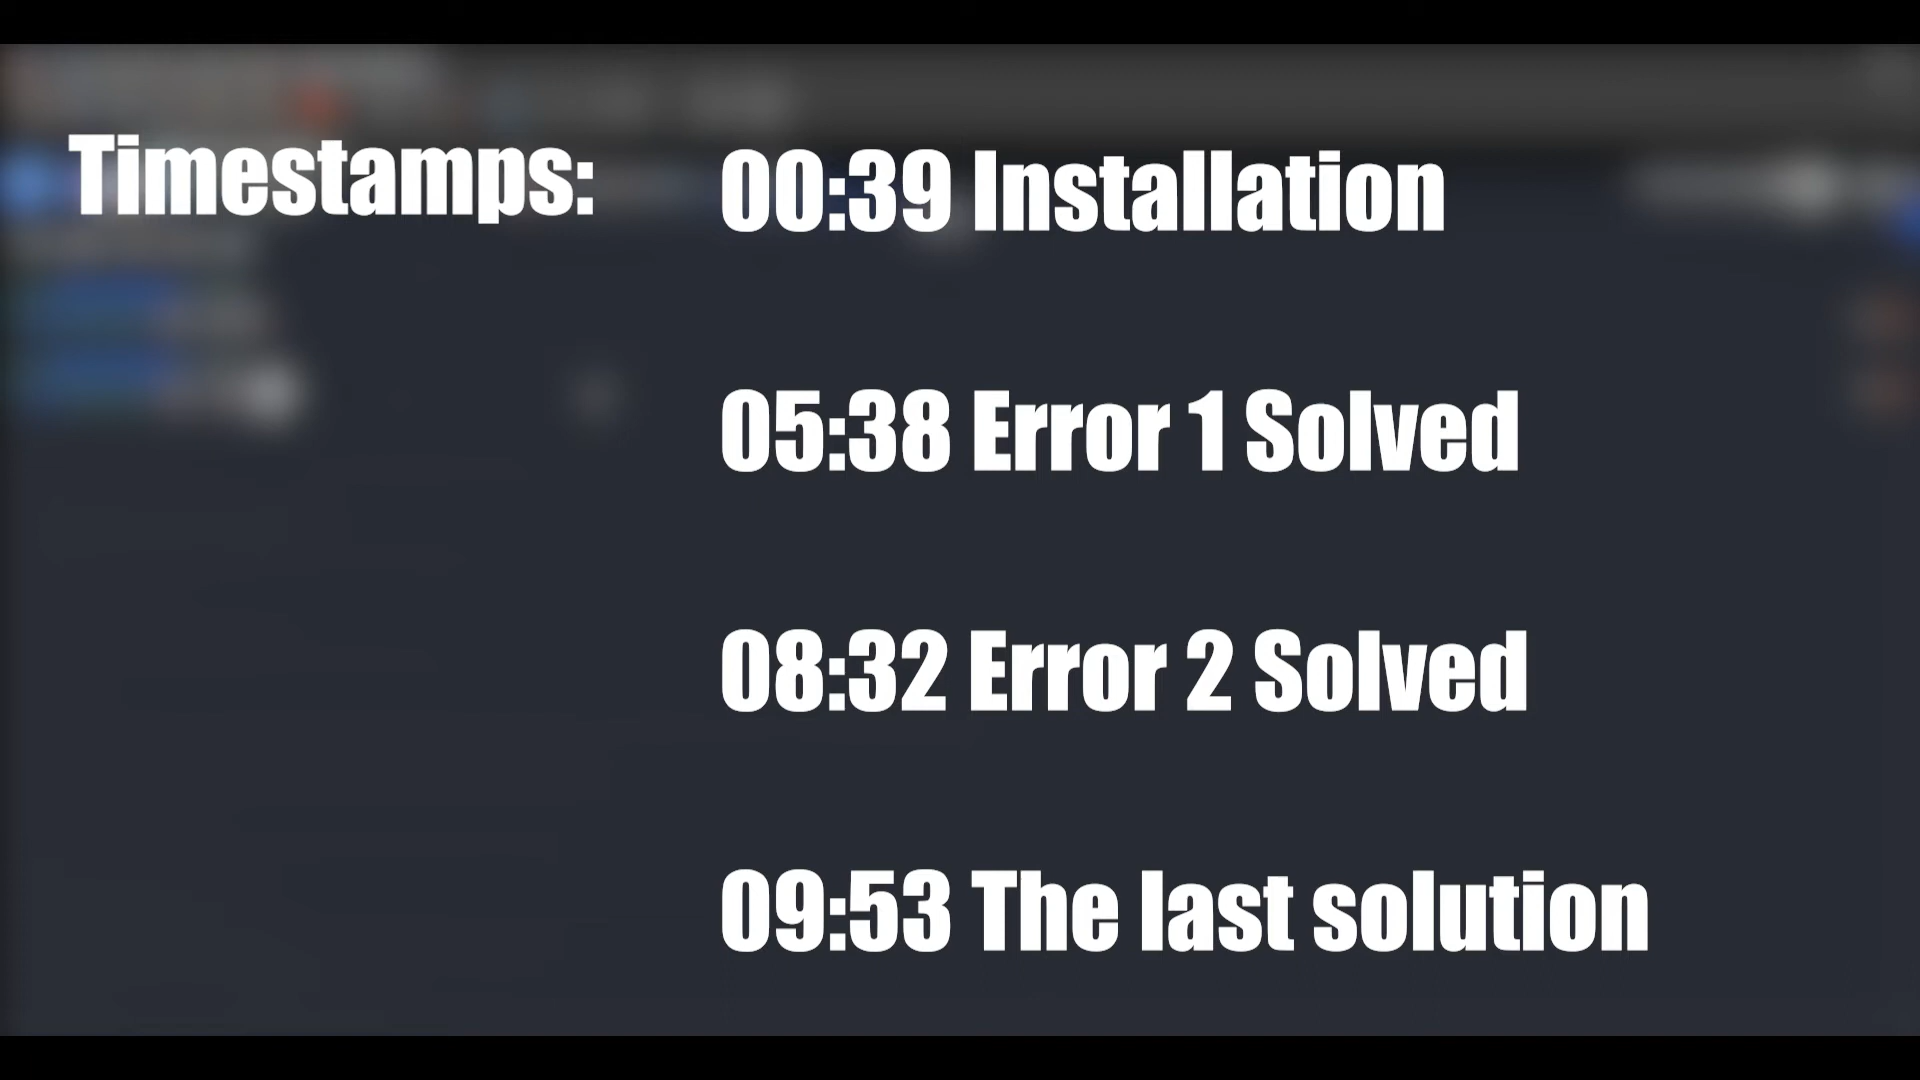 Timestamps:
00:39 Installation
05:38 Error 1 Solved
08:32 Error 2 Solved
09:53 The last solution